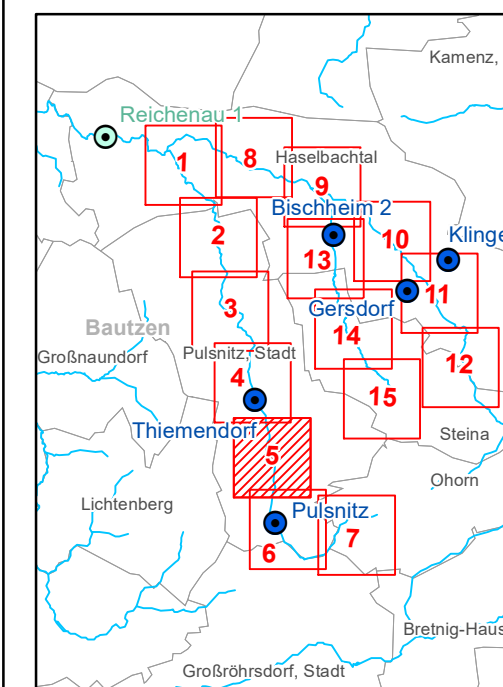 Kamenz,
Reichenau 1
1
8
Haselbachtal
9
Bischheim 2
2
10
Klinge
13
11
3
Gersdorf
Bautzen
14
Großnaundorf
Pulsnitz, Stadt
12
4
15
Thiemendorf
Steina
5
Ohorn
Lichtenberg
Pulsnitz
6
7
Bretnig-Haus
Großröhrsdorf, Stadt